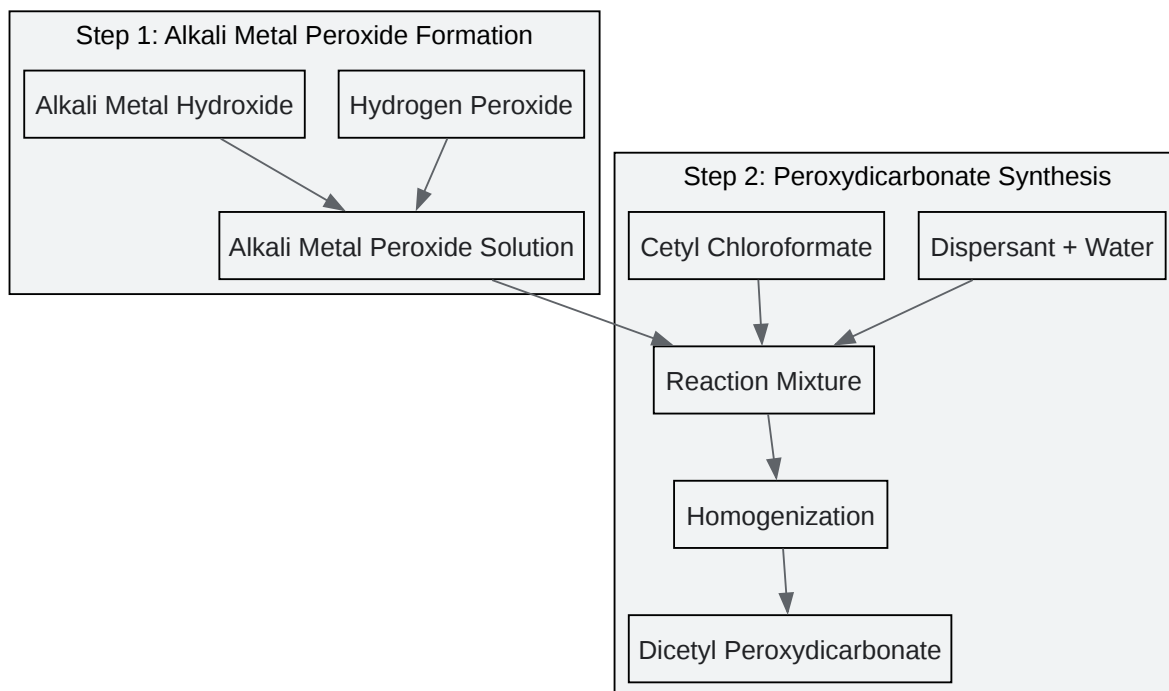 Step 1: Alkali Metal Peroxide Formation
Alkali Metal Hydroxide
Hydrogen Peroxide
Alkali Metal Peroxide Solution
Step 2: Peroxydicarbonate Synthesis
Cetyl Chloroformate
Dispersant + Water
Reaction Mixture
Homogenization
Dicetyl Peroxydicarbonate